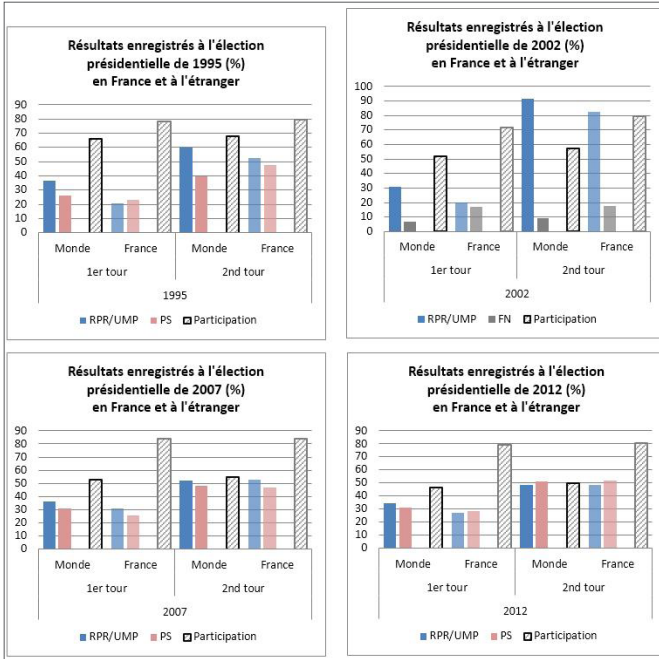 Résultats enregistrés à l'élection
présidentielle de 1995 (%)
en France et à l'étranger
90
80
70
60
50
40
30
20
10
0
Monde France Monde France
1er tour 2nd tour
1995
RPR/UMP PS Participation
Résultats enregistrés à l'élection
présidentielle de 2002 (%)
en France et à l'étranger
100
90
80
70
60
50
40
30
20
10
0
Monde France Monde France
1er tour 2nd tour
2002
RPR/UMP FN Participation
Résultats enregistrés à l'élection
présidentielle de 2007 (%)
en France et à l'étranger
90
80
70
60
50
40
30
20
10
0
Monde France Monde France
1er tour 2nd tour
2007
RPR/UMP PS Participation
Résultats enregistrés à l'élection
présidentielle de 2012 (%)
en France et à l'étranger
90
80
70
60
50
40
30
20
10
0
Monde France Monde France
1er tour 2nd tour
2012
RPR/UMP PS Participation